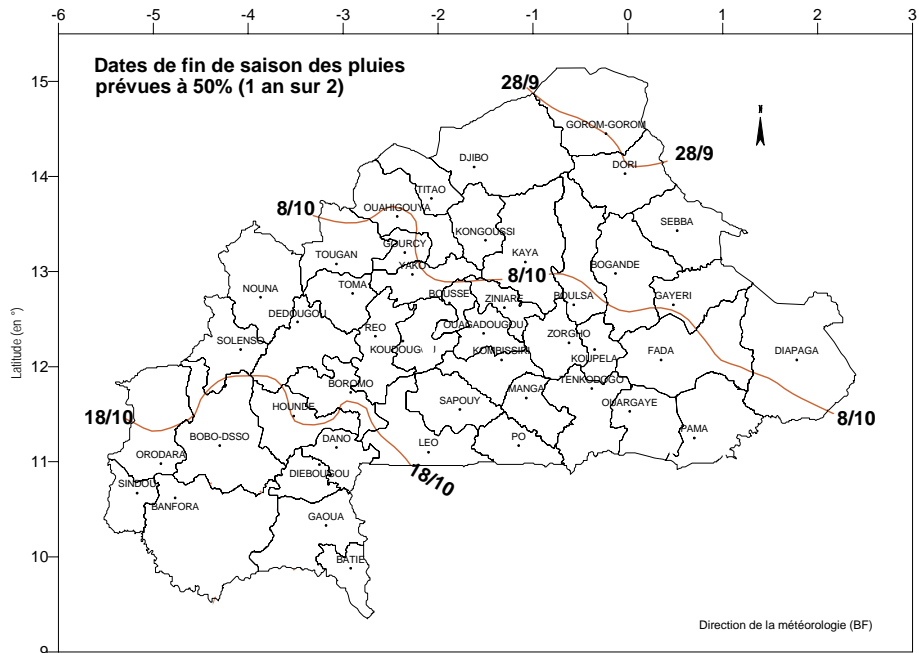 -6 -5 -4 -3 -2 -1 0 1 2 3
Dates de fin de saison des pluies
prévues à 50% (1 an sur 2)
15
14
13
12
11
10
9
Latitude (en °)
N
28/9
GOROM-GOROM
28/9
DORI
DJIBO
TITAO
8/10
OUAHIGOUYA
SEBBA
KONGOUSSI
GOURCY
KAYA
TOUGAN
YAKO
BOGANDE
8/10
NOUNA
TOMA
BOUSSE
ZINIARE
BOULSA
GAYERI
DEDOUGOU
REO
OUAGADOUGOU
SOLENSO
KOUDOUG
KOMBISSIRI
ZORGHO
KOUPELA
FADA
DIAPAGA
BOROMO
TENKODOGO
MANGA
SAPOUY
HOUNDE
OUARGAYE
18/10
8/10
BOBO-DSSO
DANO
LEO
PO
PAMA
ORODARA
DIEBOUGOU
18/10
SINDOU
BANFORA
GAOUA
BATIE
Direction de la météorologie (BF)